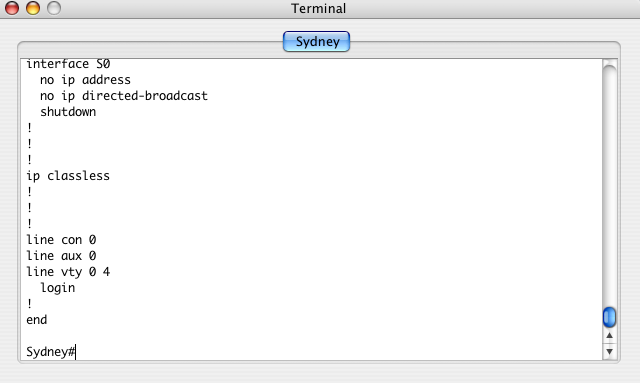 Terminal
Sydney
interface S0
no ip address
no ip directed-broadcast
shutdown
!
!
!
ip classless
!
!
!
line con 0
line aux 0
line vty 0 4
login
!
end
Sydney#